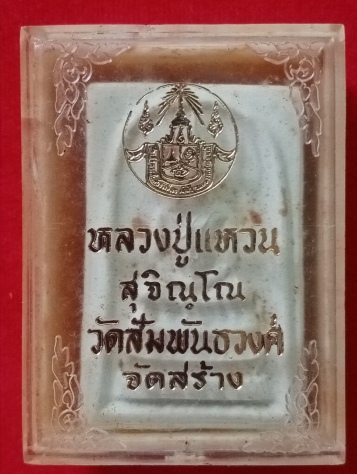 หลวงปู่แหวน
สุจิณฺโณ
วัดสัมพันธวงศ์
จัดสร้าง